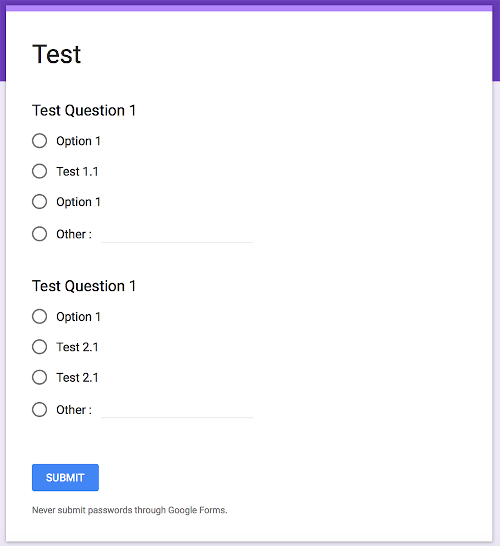 Test
Test Question 1
Option 1
Test 1.1
Option 1
Other :
Test Question 1
Option 1
Test 2.1
Test 2.1
Other :
SUBMIT
Never submit passwords through Google Forms.